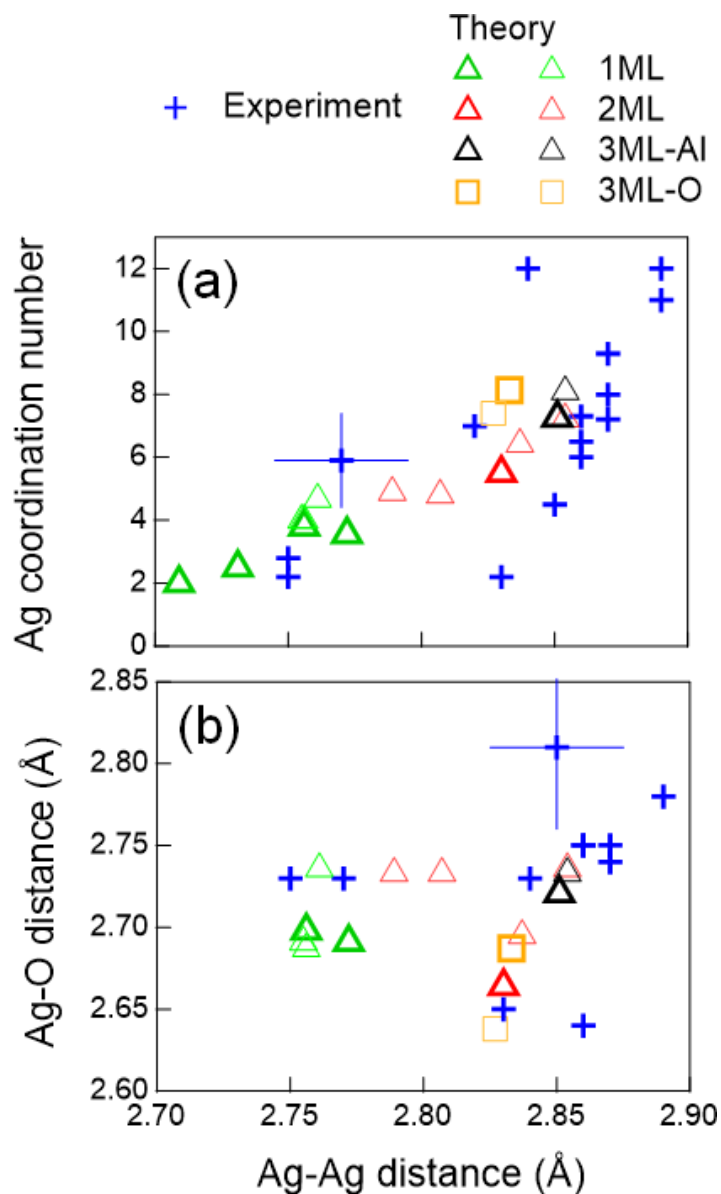 Theory
Experiment
1ML
2ML
3ML-Al
3ML-O
(a)
Ag coordination number
12
10
8
6
4
2
0
(b)
Ag-O distance (Å)
2.85
2.80
2.75
2.70
2.65
2.60
2.70 2.75 2.80 2.85 2.90
Ag-Ag distance (Å)